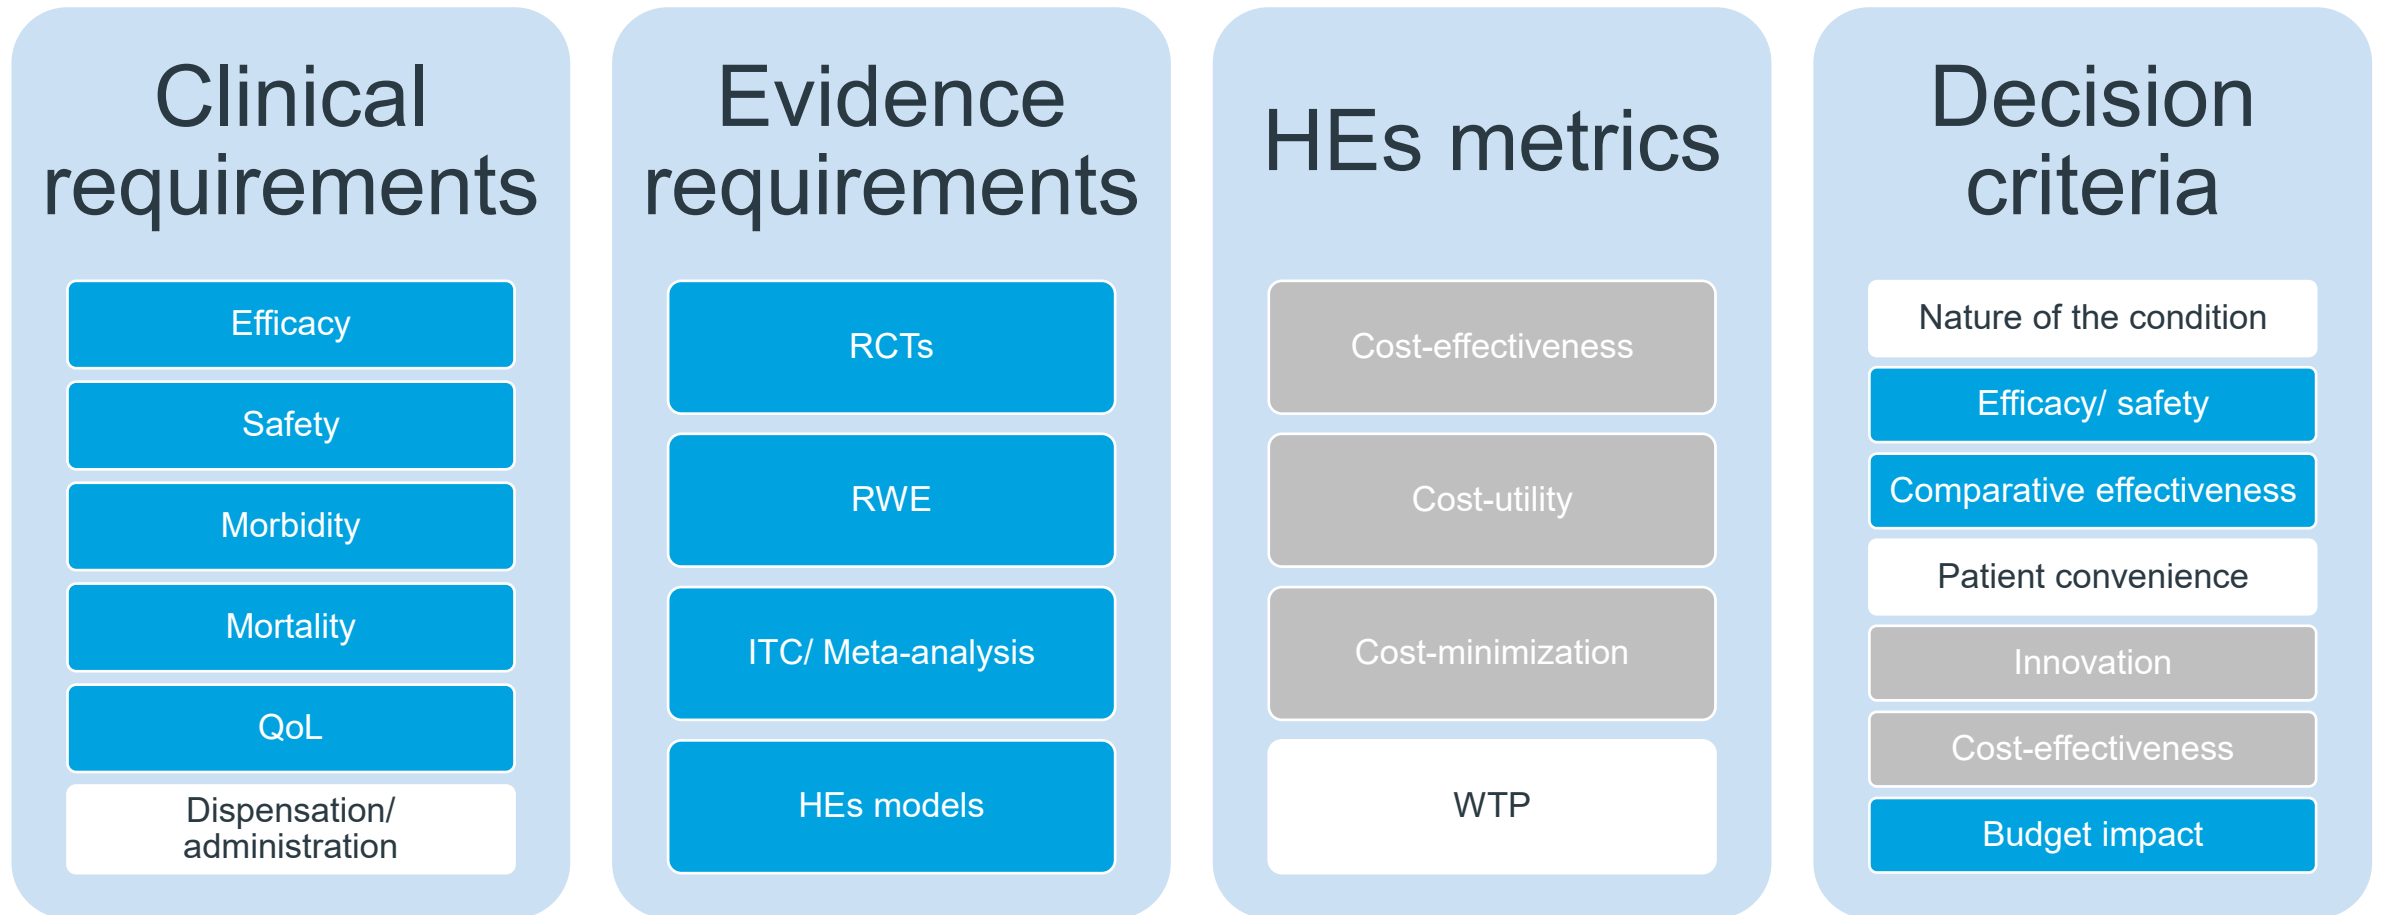 Clinical
requirements
Efficacy
Safety
Morbidity
Mortality
QoL
Dispensation/
administration
Evidence
requirements
RCTs
RWE
ITC/ Meta-analysis
HEs models
HEs metrics
Cost-effectiveness
Cost-utility
Cost-minimization
WTP
Decision
criteria
Nature of the condition
Efficacy/ safety
Comparative effectiveness
Patient convenience
Innovation
Cost-effectiveness
Budget impact